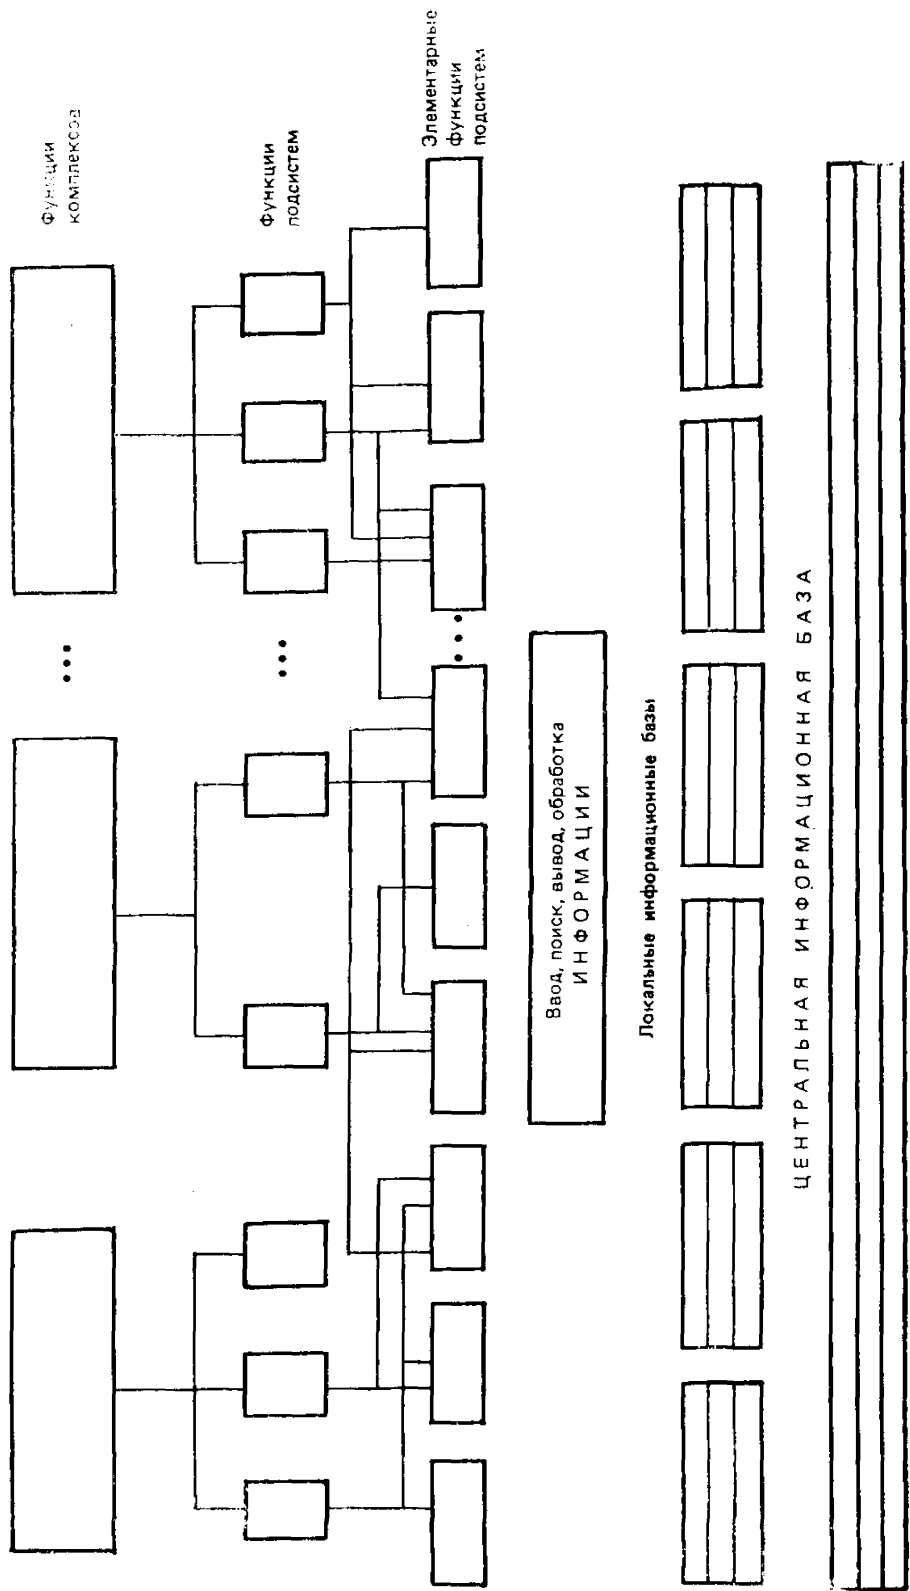 Функции
комплексов
Функции
подсистем
Элементарные
функции
подсистем
Ввод, поиск, вывод, обработка
ИНФОРМАЦИИ
Локальные информационные базы
ЦЕНТРАЛЬНАЯ ИНФОРМАЦИОННАЯ БАЗА